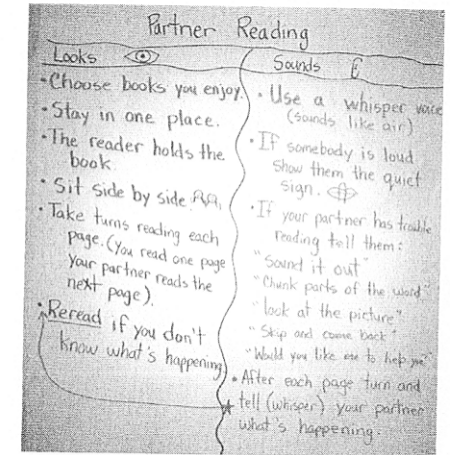 Partner Reading
Looks
• Choose books you enjoy.
• Stay in one place.
• The reader holds the
book.
• Sit side by side
• Take turns reading each
page. (You read one page
your partner reads the
next page).
• Reread if you don't
know what's happening
Sounds
• Use a whisper voice
(sounds like air)
• If somebody is loud
show them the quiet
sign.
• If your partner has trouble
reading tell them:
"sound it out"
"Chunk parts of the word,"
"look at the picture"
"Skip and come back"
"Would you like me to help you"
• After each page turn and
tell (whisper) your partner
what's happening.